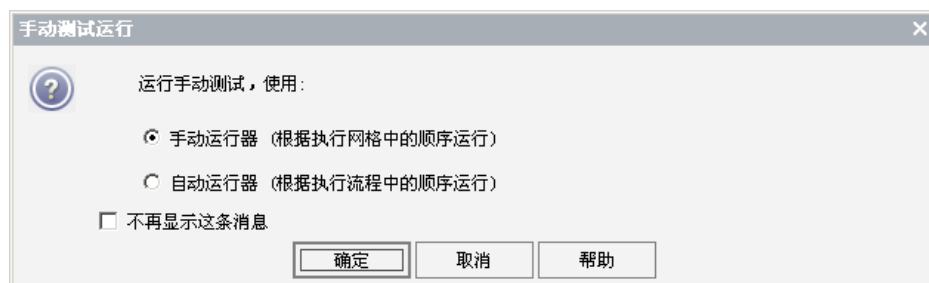 手动测试运行
运行手动测试，使用:
手动运行器 (根据执行网格中的顺序运行)
自动运行器 (根据执行流程中的顺序运行)
不再显示这条消息
确定 取消 帮助